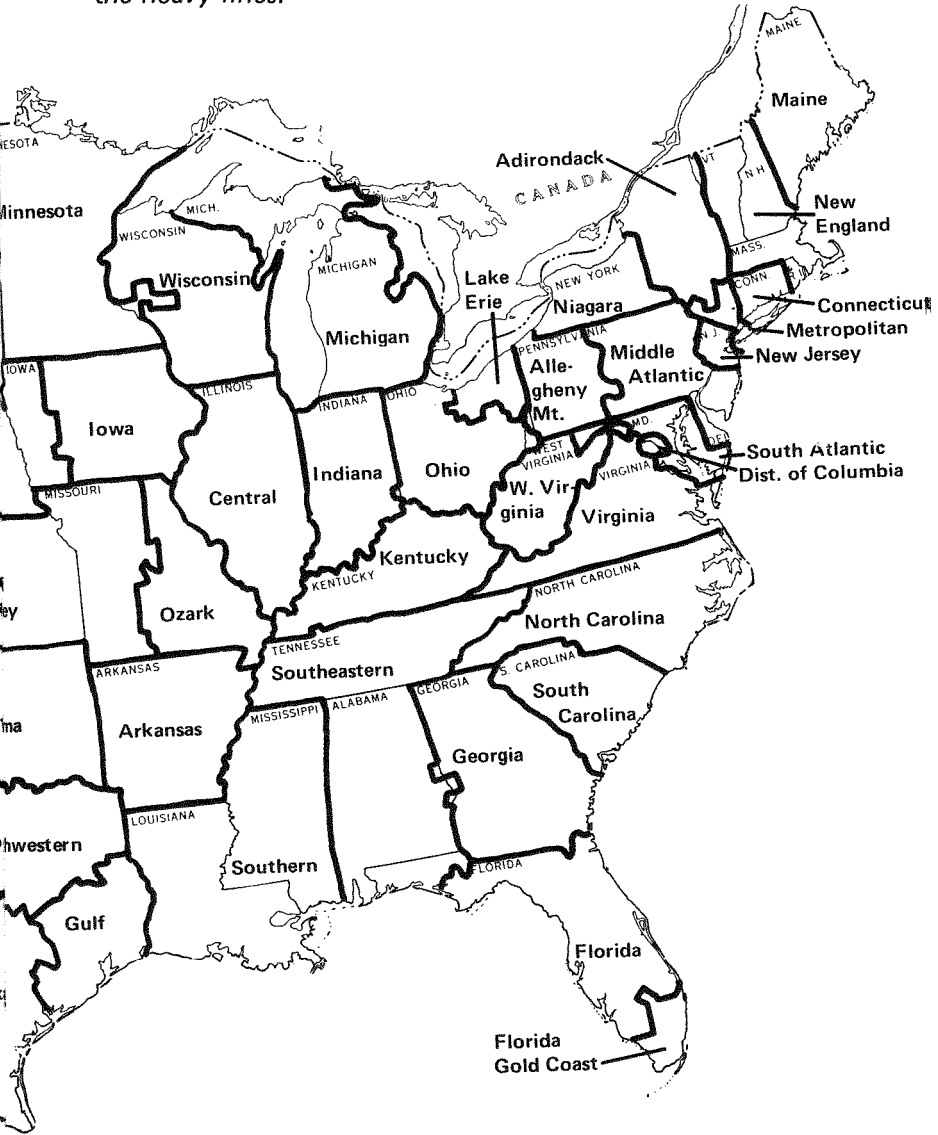 the heavy lines.
MAINE
Maine
Adirondack
CANADA
VT
N H
New
England
MASS.
CONN
R.I.
Connecticut
Metropolitan
N J
New Jersey
Minnesota
MICH.
WISCONSIN
Wisconsin
MICHIGAN
Michigan
Lake
Erie
NEW YORK
Niagara
PENNSYLVANIA
Alle-
gheny
Mt.
Middle
Atlantic
IOWA
Iowa
ILLINOIS
INDIANA
OHIO
Indiana
Ohio
Central
WEST
VIRGINIA
MD.
DEL
South Atlantic
Dist. of Columbia
W. Vir-
ginia
VIRGINIA
Virginia
MISSOURI
Ozark
Kentucky
KENTUCKY
NORTH CAROLINA
North Carolina
TENNESSEE
Southeastern
S. CAROLINA
South
Carolina
ARKANSAS
Arkansas
MISSISSIPPI
ALABAMA
GEORGIA
Georgia
LOUISIANA
hwestern
Southern
Gulf
FLORIDA
Florida
Florida
Gold Coast